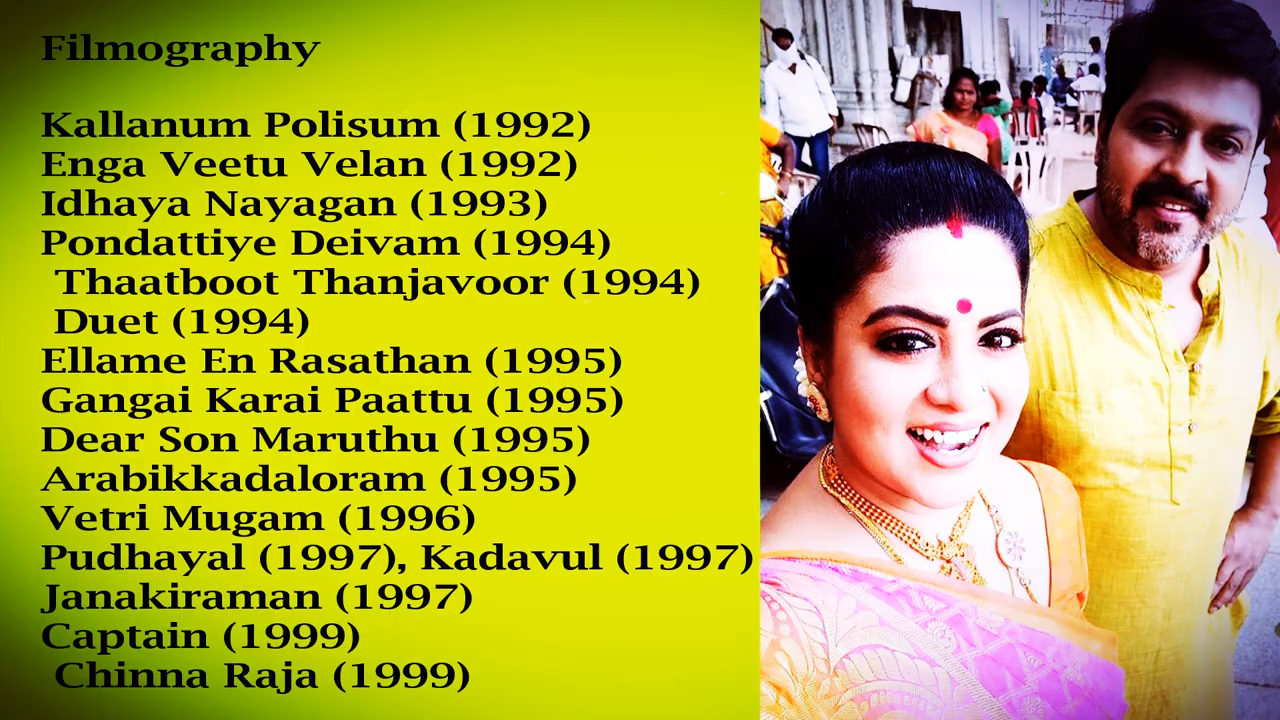 Filmography
Kallanum Polisum (1992)
Enga Veetu Velan (1992)
Idhaya Nayagan (1993)
Pondattiye Deivam (1994)
Thaatboot Thanjavoor (1994)
Duet (1994)
Ellame En Rasathan (1995)
Gangai Karai Paattu (1995)
Dear Son Maruthu (1995)
Arabikkadaloram (1995)
Vetri Mugam (1996)
Pudhayal (1997), Kadavul (1997)
Janakiraman (1997)
Captain (1999)
Chinna Raja (1999)